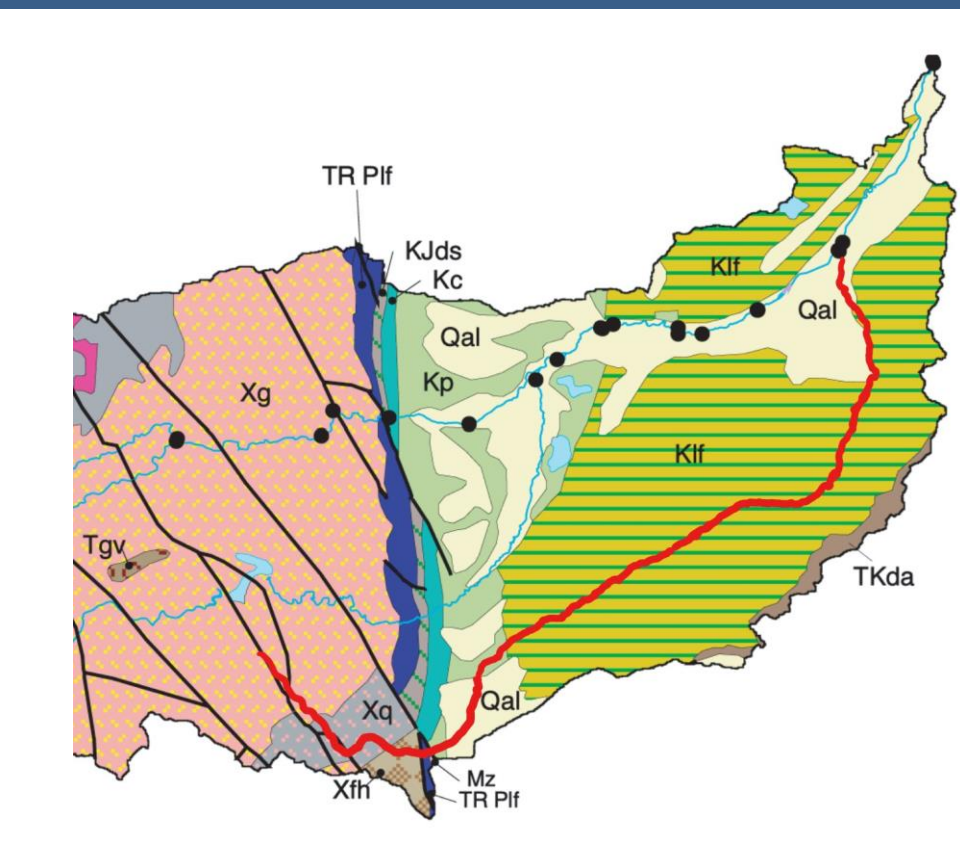 TR Plf
KJds
Kc
Klf
Qal
Qal
Kp
Xg
Klf
Tgv
TKda
Qal
Xq
Mz
Xfh
TR Plf